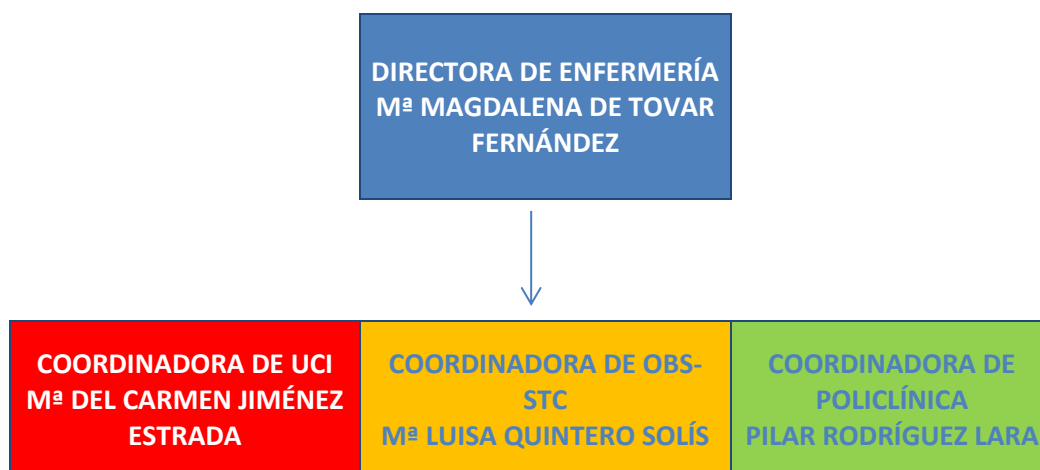 DIRECTORA DE ENFERMERÍA
Mª MAGDALENA DE TOVAR
FERNÁNDEZ
COORDINADORA DE UCI
Mª DEL CARMEN JIMÉNEZ
ESTRADA
COORDINADORA DE OBS-
STC
Mª LUISA QUINTERO SOLÍS
COORDINADORA DE
POLICLÍNICA
PILAR RODRÍGUEZ LARA